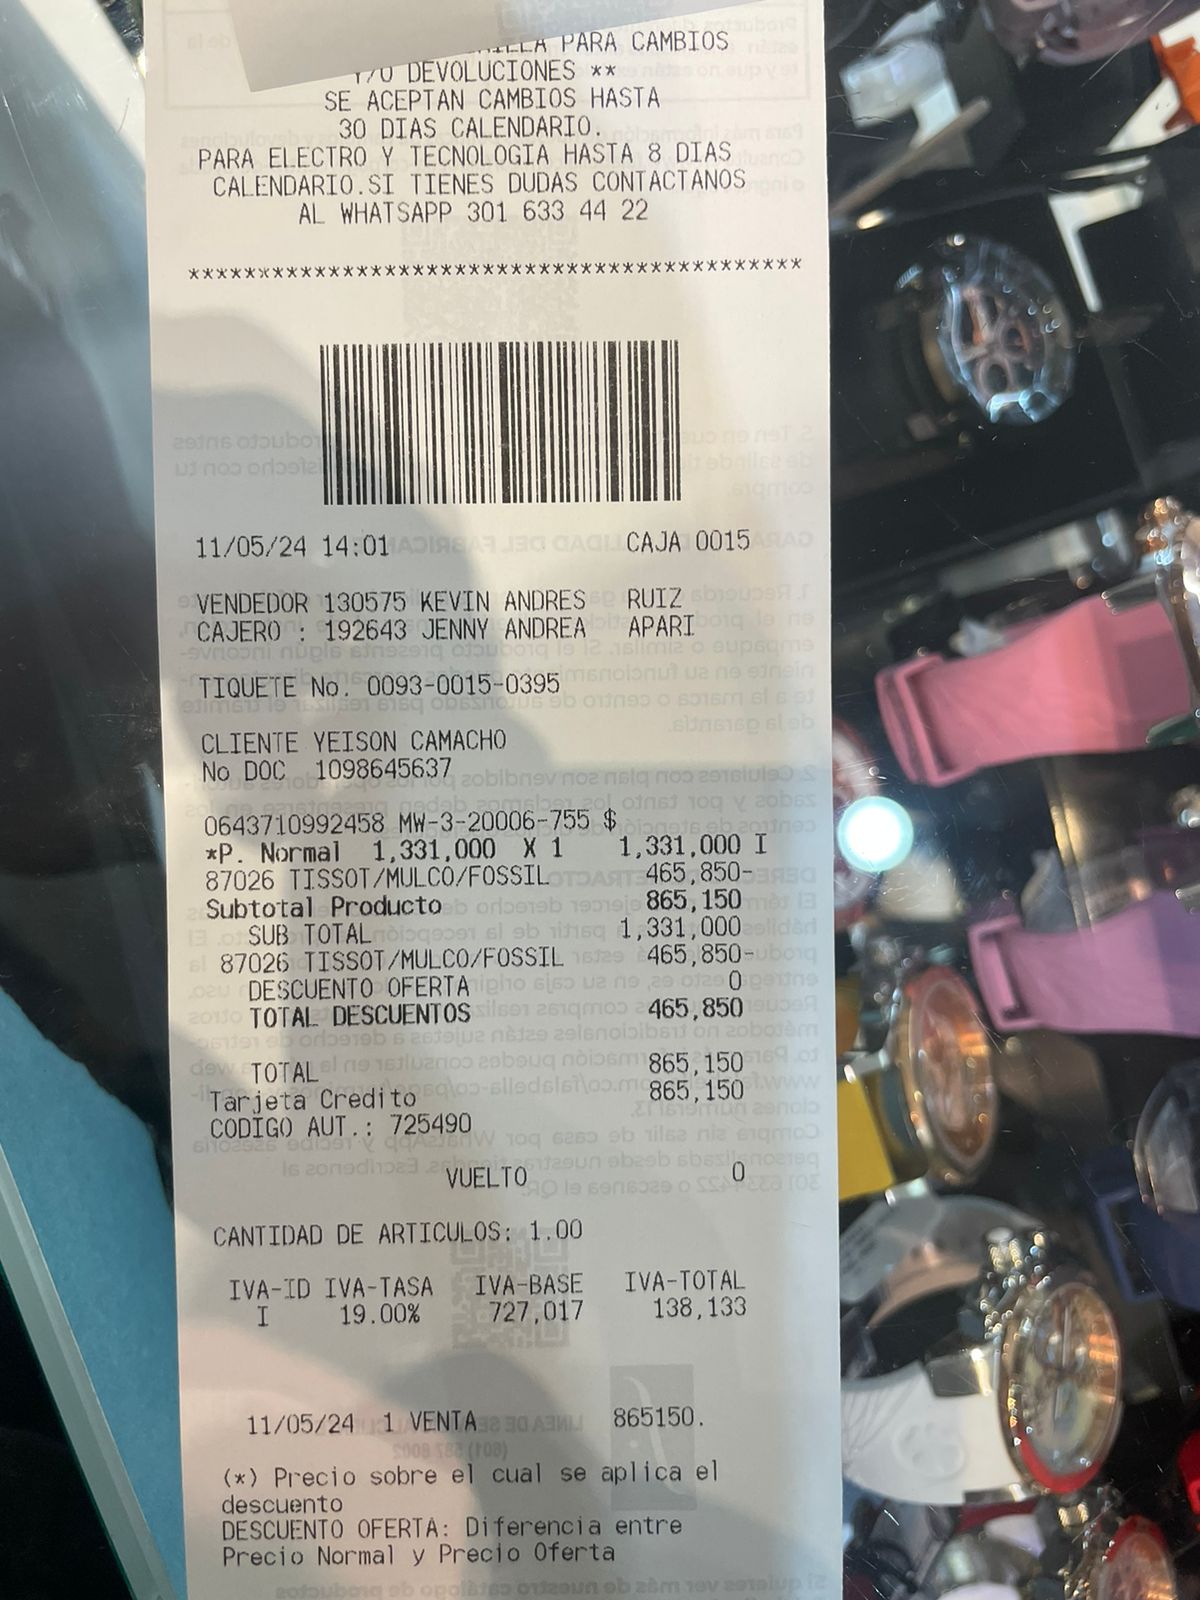 PARA CAMBIOS
Y/O DEVOLUCIONES **
SE ACEPTAN CAMBIOS HASTA
30 DIAS CALENDARIO.
PARA ELECTRO Y TECNOLOGIA HASTA 8 DIAS
CALENDARIO.SI TIENES DUDAS CONTACTANOS
AL WHATSAPP 301 633 44 22
********************************************
11/05/24 14:01 CAJA 0015
VENDEDOR 130575 KEVIN ANDRES RUIZ
CAJERO : 192643 JENNY ANDREA APARI
TIQUETE No. 0093-0015-0395
CLIENTE YEISON CAMACHO
No DOC 1098645637
0643710992458 MW-3-20006-755 $
*P. Normal 1,331,000 X 1 1,331,000 I
87026 TISSOT/MULCO/FOSSIL 465,850-
Subtotal Producto 865,150
SUB TOTAL 1,331,000
87026 TISSOT/MULCO/FOSSIL 465,850-
DESCUENTO OFERTA 0
TOTAL DESCUENTOS 465,850
TOTAL 865,150
Tarjeta Credito 865,150
CODIGO AUT.: 725490
VUELTO 0
CANTIDAD DE ARTICULOS: 1.00
IVA-ID IVA-TASA IVA-BASE IVA-TOTAL
I 19.00% 727,017 138,133
11/05/24 1 VENTA 865150.
(*) Precio sobre el cual se aplica el
descuento
DESCUENTO OFERTA: Diferencia entre
Precio Normal y Precio Oferta